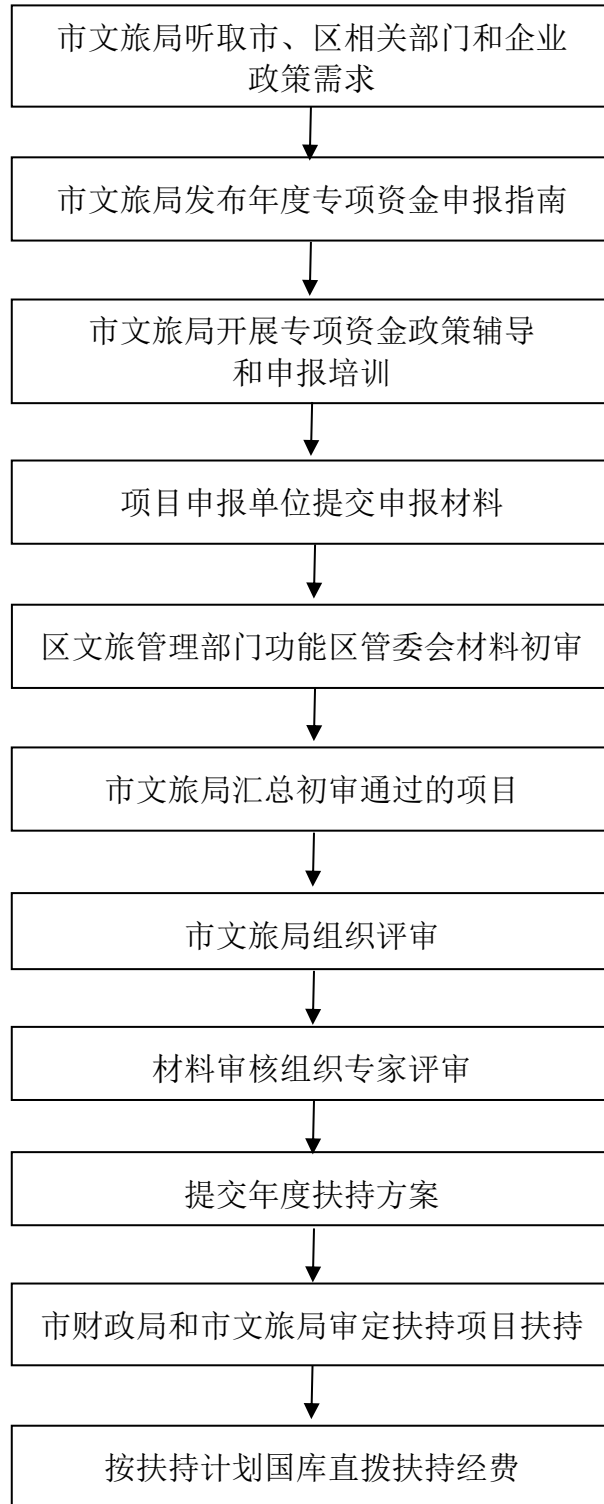 市文旅局听取市、区相关部门和企业
政策需求
市文旅局发布年度专项资金申报指南
市文旅局开展专项资金政策辅导
和申报培训
项目申报单位提交申报材料
区文旅管理部门功能区管委会材料初审
市文旅局汇总初审通过的项目
市文旅局组织评审
材料审核组织专家评审
提交年度扶持方案
市财政局和市文旅局审定扶持项目扶持
按扶持计划国库直拨扶持经费